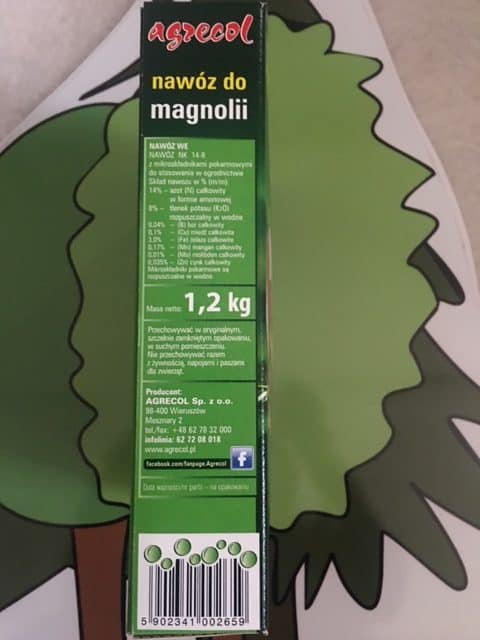 agrecol
nawóz do
magnolii
NAWÓZ WE
NAWÓZ NK 14-8
z mikroskładnikami pokarmowymi
do stosowania w ogrodnictwie
Skład nawozu w % (m/m)
14% – azot (N) całkowity
w formie amonowej
8% – tlenek potasu (K₂O)
rozpuszczalny w wodzie
0,04% – (B) bor całkowity
0,1% – (Cu) miedź całkowita
3,0% – (Fe) żelazo całkowite
0,17% – (Mn) mangan całkowity
0,01% – (Mo) molibden całkowity
0,035% – (Zn) cynk całkowity
Mikroskładniki pokarmowe są
rozpuszczalne w wodzie
Masa netto: 1,2 kg
Przechowywać w oryginalnym,
szczelnie zamkniętym opakowaniu,
w suchym pomieszczeniu.
Nie przechowywać razem
z żywnością, napojami i paszami
dla zwierząt.
Producent:
AGRECOL Sp. z o.o.
98-400 Wieruszów
Mesznary 2
tel./fax: +48 62 78 32 000
infolinia: 62 72 08 018
www.agrecol.pl
facebook.com/fanpage.Agrecol f
Data ważności/nr partii – na opakowaniu
5 902341 002659